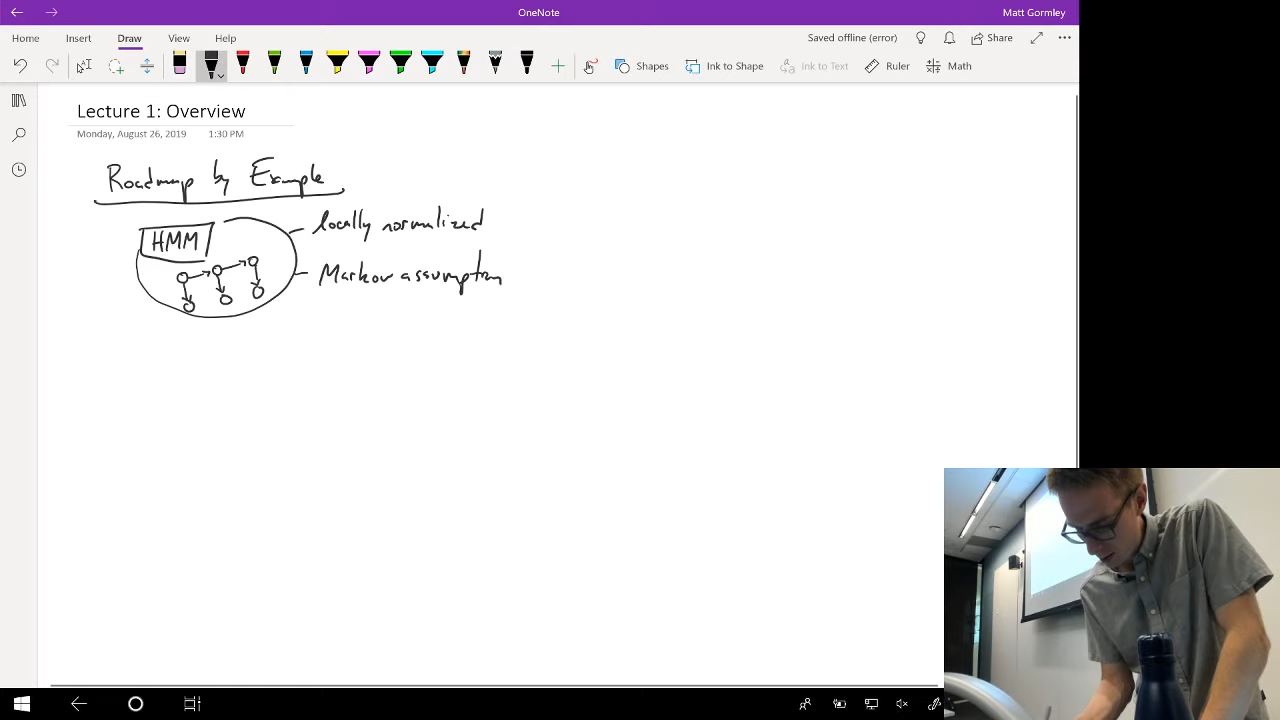 OneNote
Matt Gormley
Home Insert Draw View Help
Saved offline (error)
Share
Shapes
Ink to Shape
Ink to Text
Ruler
Math
Lecture 1: Overview
Monday, August 26, 2019 1:30 PM
Roadmap by Example
HMM
locally normalized
Markov assumption